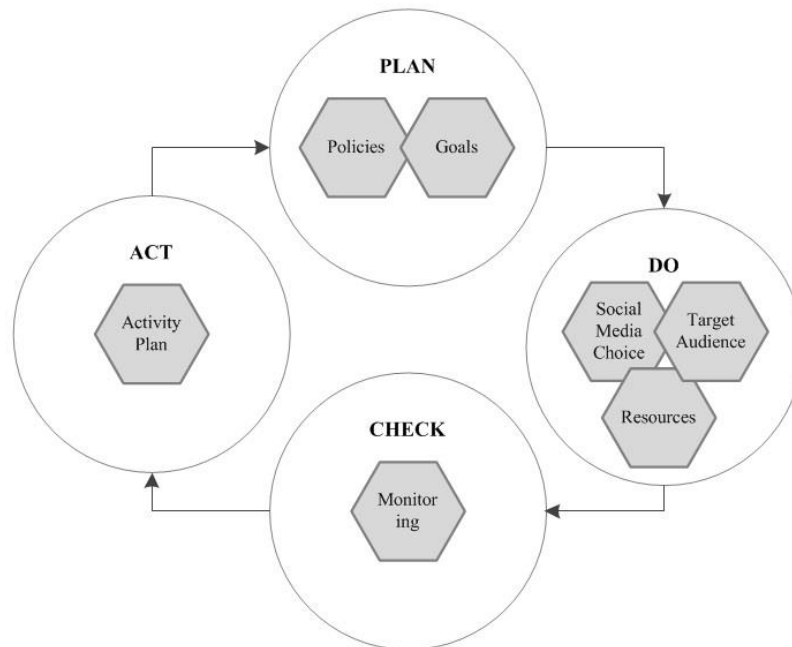 PLAN
Policies
Goals
ACT
Activity
Plan
DO
Social
Media
Choice
Target
Audience
Resources
CHECK
Monitor
ing